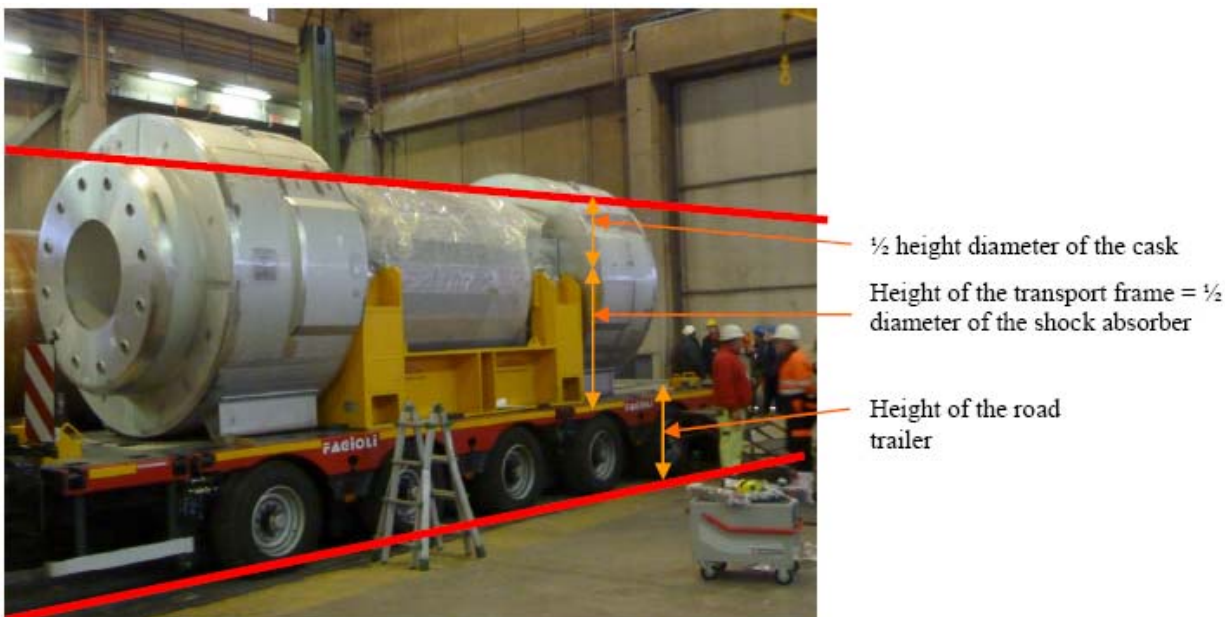 ½ height diameter of the cask
Height of the transport frame = ½
diameter of the shock absorber
Height of the road
trailer
FAGIOLI
FAGIOLI